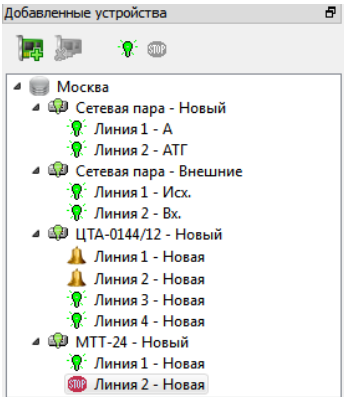 Добавленные устройства
STOP
Москва
Сетевая пара - Новый
Линия 1 - А
Линия 2 - АТГ
Сетевая пара - Внешние
Линия 1 - Исх.
Линия 2 - Вх.
ЦТА-0144/12 - Новый
Линия 1 - Новая
Линия 2 - Новая
Линия 3 - Новая
Линия 4 - Новая
МТТ-24 - Новый
Линия 1 - Новая
STOP Линия 2 - Новая